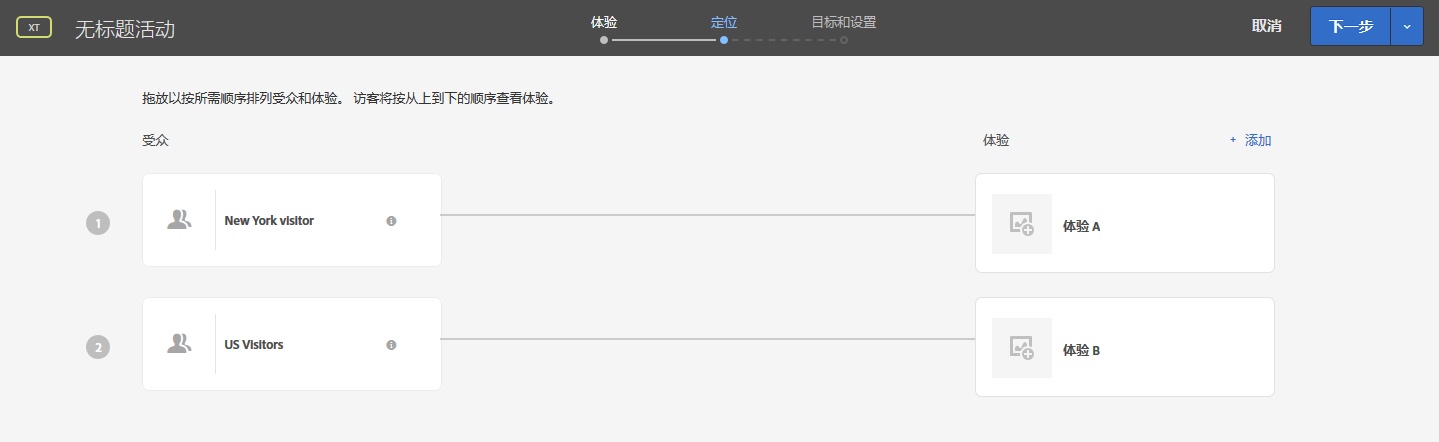 XT 无标题活动 体验 定位 目标和设置 取消 下一步
拖放以按所需顺序排列受众和体验。 访客将按从上到下的顺序查看体验。
受众 体验 + 添加
1 New York visitor 体验 A
2 US Visitors 体验 B